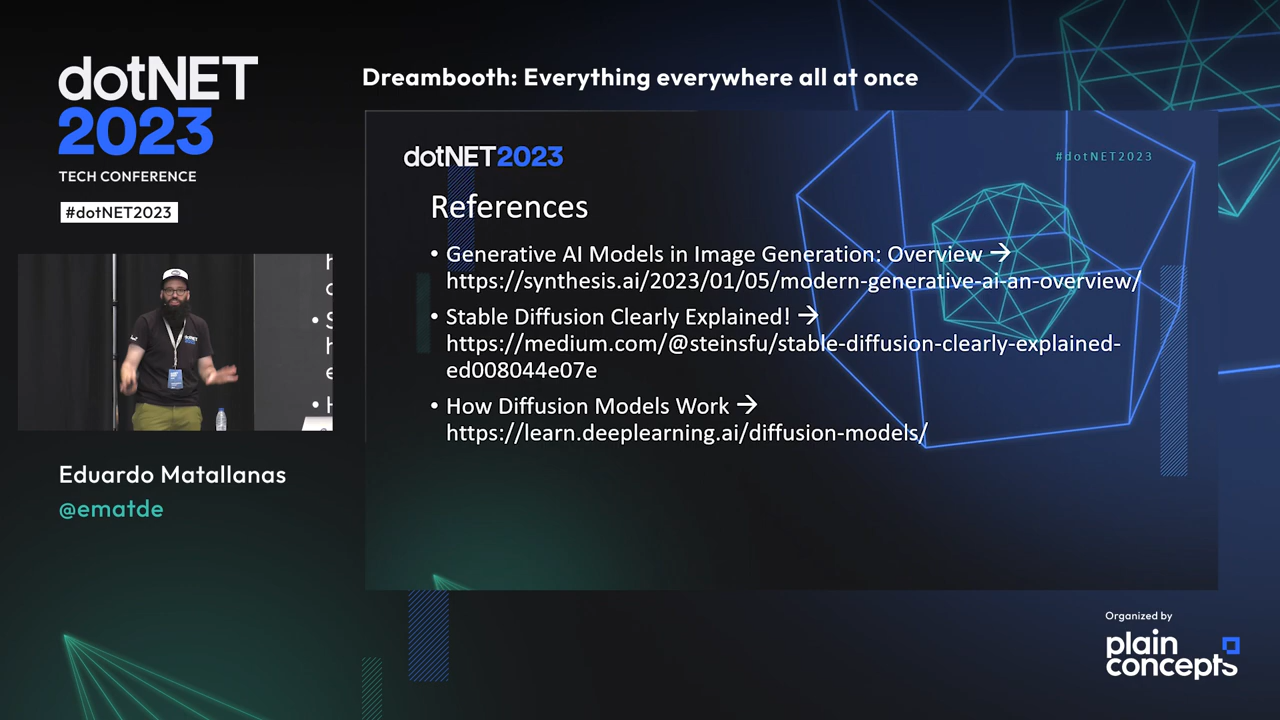 dotNET
2023
TECH CONFERENCE
#dotNET2023
Dreambooth: Everything everywhere all at once
dotNET2023
#dotNET2023
References
• Generative AI Models in Image Generation: Overview →
https://synthesis.ai/2023/01/05/modern-generative-ai-an-overview/
• Stable Diffusion Clearly Explained! →
https://medium.com/@steinsfu/stable-diffusion-clearly-explained-
ed008044e07e
• How Diffusion Models Work →
https://learn.deeplearning.ai/diffusion-models/
Eduardo Matallanas
@ematde
Organized by
plain
concepts